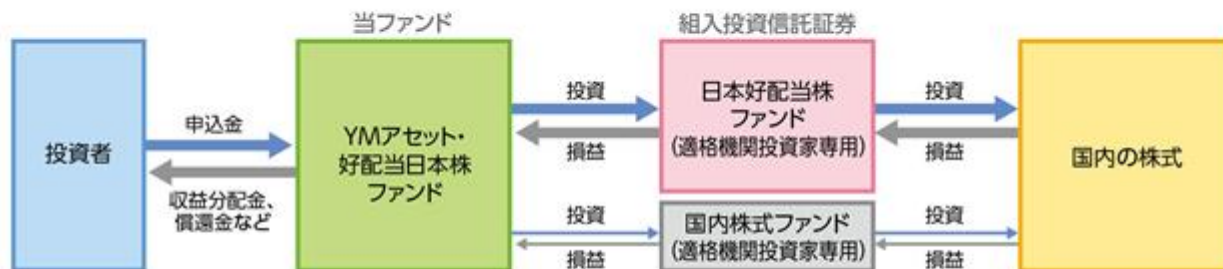 当ファンド
組入投資信託証券
投資者
申込金
収益分配金、
償還金など
YMアセット・
好配当日本株
ファンド
投資
損益
日本好配当株
ファンド
(適格機関投資家専用)
投資
損益
国内の株式
投資
損益
国内株式ファンド
(適格機関投資家専用)
投資
損益